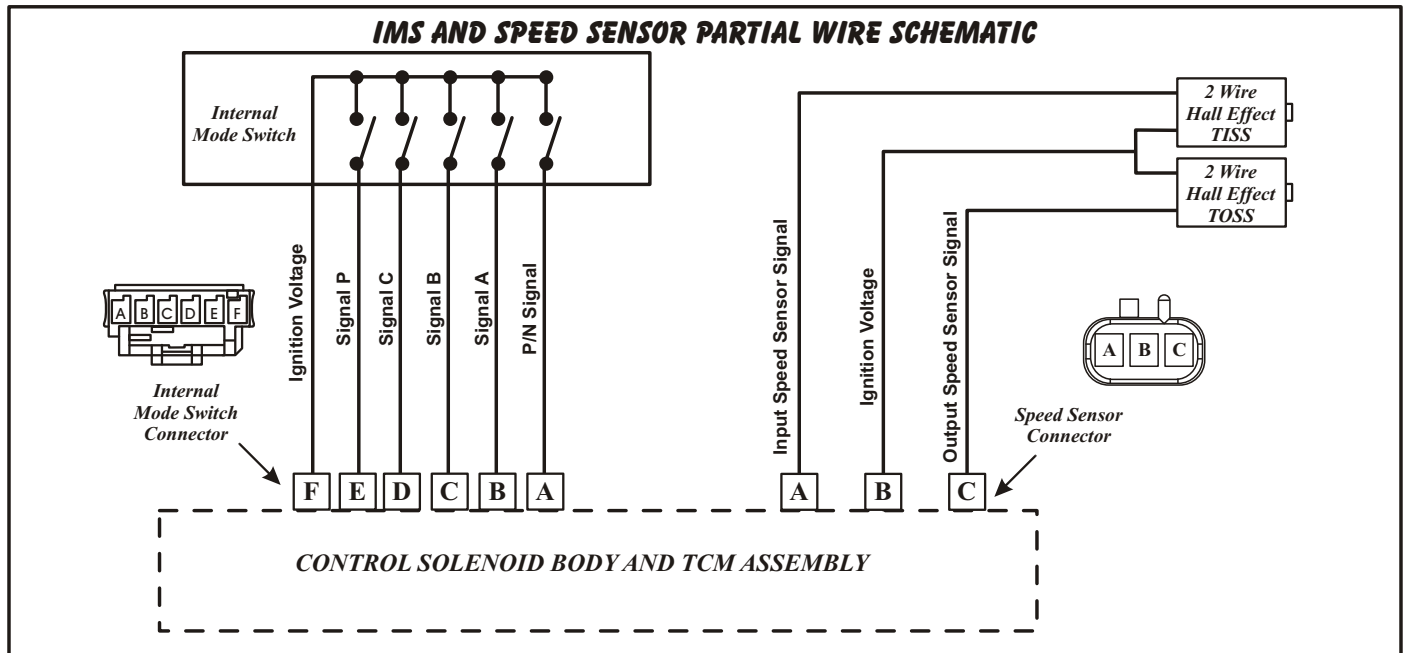 IMS AND SPEED SENSOR PARTIAL WIRE SCHEMATIC
Internal
Mode Switch
2 Wire
Hall Effect
TISS
2 Wire
Hall Effect
TOSS
Ignition Voltage
Signal P
Signal C
Signal B
Signal A
P/N Signal
Input Speed Sensor Signal
Ignition Voltage
Output Speed Sensor Signal
A B C D E F
Internal
Mode Switch
Connector
A B C
Speed Sensor
Connector
F E D C B A
A B C
CONTROL SOLENOID BODY AND TCM ASSEMBLY